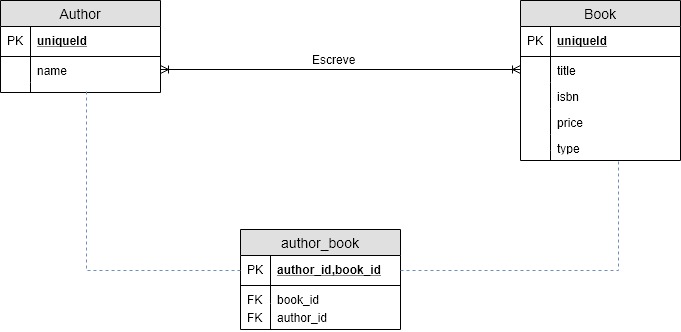 Author
PK uniqueId
name
Escreve
Book
PK uniqueId
title
isbn
price
type
author_book
PK author_id,book_id
FK book_id
FK author_id